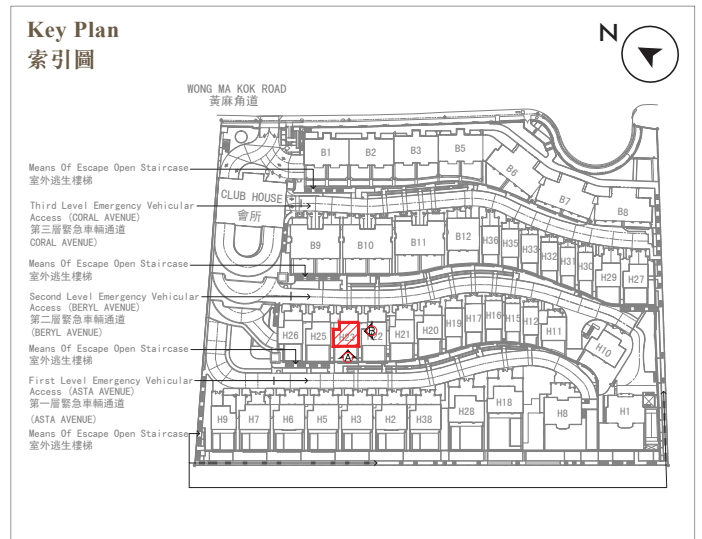 Key Plan
索引圖
N
WONG MA KOK ROAD
黃麻角道
Means Of Escape Open Staircase
室外逃生樓梯
Third Level Emergency Vehicular
Access (CORAL AVENUE)
第三層緊急車輛通道
CORAL AVENUE)
Means Of Escape Open Staircase
室外逃生樓梯
Second Level Emergency Vehicular
Access (BERYL AVENUE)
第二層緊急車輛通道
(BERYL AVENUE)
Means Of Escape Open Staircase
室外逃生樓梯
First Level Emergency Vehicular
Access (ASTA AVENUE)
第一層緊急車輛通道
(ASTA AVENUE)
Means Of Escape Open Staircase
室外逃生樓梯
CLUB HOUSE
會所
B1 B2 B3 B5 B6 B7 B8
B9 B10 B11 B12 H36 H35 H33 H32 H31 H30 H29 H27
H26 H25 H23 H22 H21 H20 H19 H17 H16 H15 H12 H11 H10
A B
H9 H7 H6 H5 H3 H2 H38 H28 H18 H8 H1